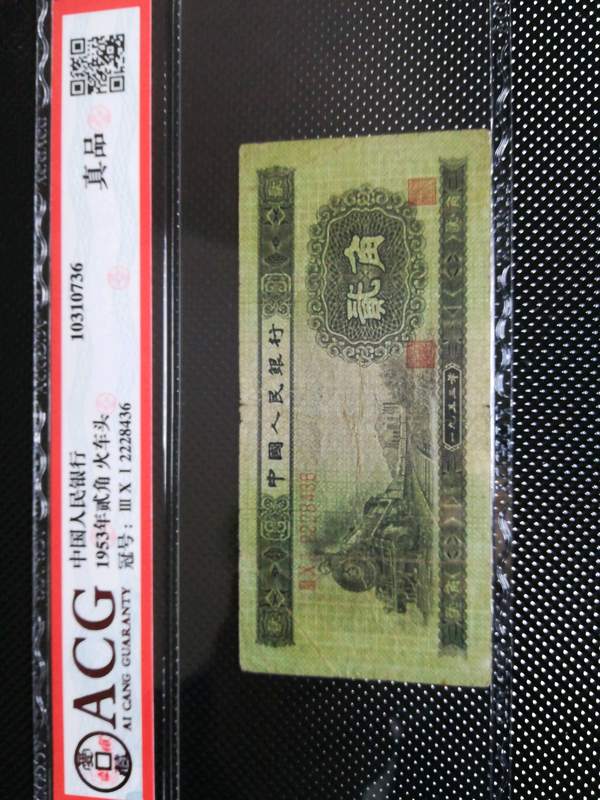 ACG
AI CANG GUARANTY
中国人民银行
1953年贰角 火车头
冠号：ⅢⅩⅠ2228436
10310736
真品
中國人民銀行
貳角
一九五三年